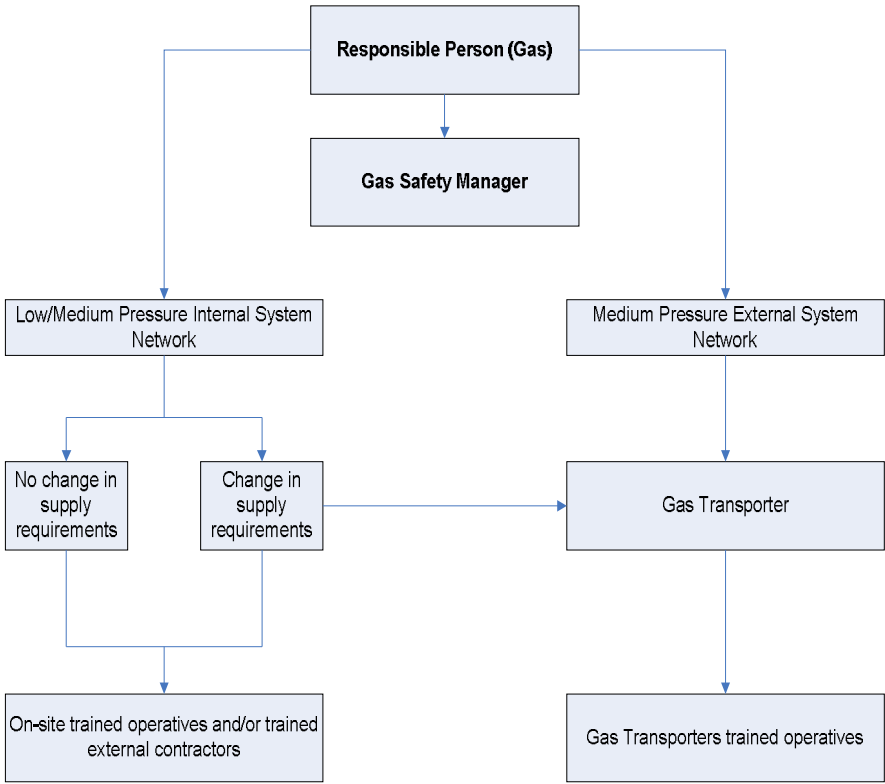 Responsible Person (Gas)
Gas Safety Manager
Low/Medium Pressure Internal System
Network
Medium Pressure External System
Network
No change in
supply
requirements
Change in
supply
requirements
Gas Transporter
On-site trained operatives and/or trained
external contractors
Gas Transporters trained operatives